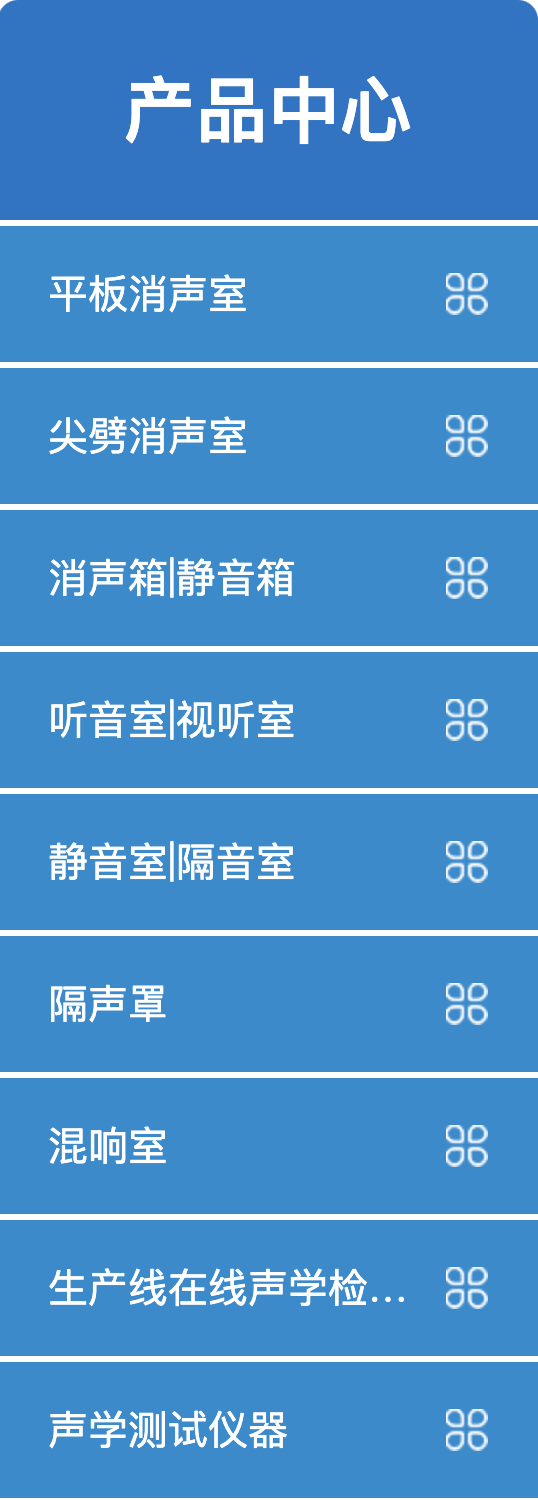 产品中心
平板消声室
尖劈消声室
消声箱|静音箱
听音室|视听室
静音室|隔音室
隔声罩
混响室
生产线在线声学检...
声学测试仪器